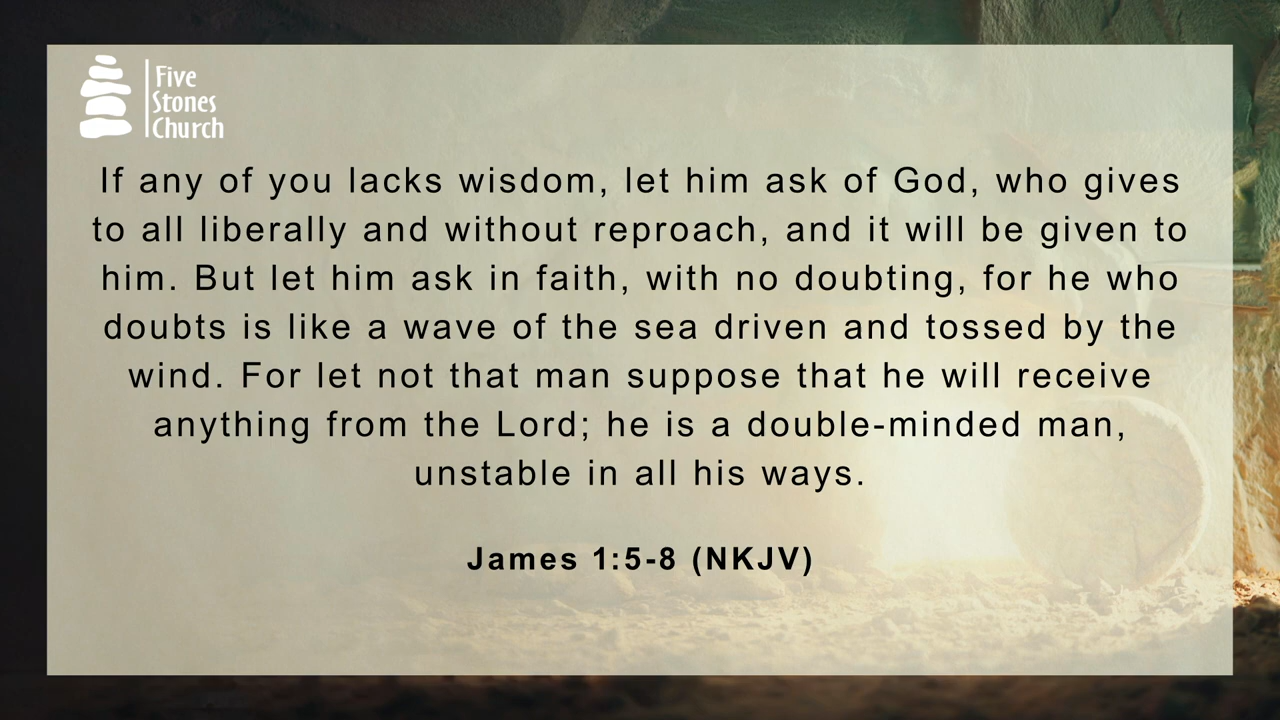 Five
Stones
Church
If any of you lacks wisdom, let him ask of God, who gives
to all liberally and without reproach, and it will be given to
him. But let him ask in faith, with no doubting, for he who
doubts is like a wave of the sea driven and tossed by the
wind. For let not that man suppose that he will receive
anything from the Lord; he is a double-minded man,
unstable in all his ways.
James 1:5-8 (NKJV)